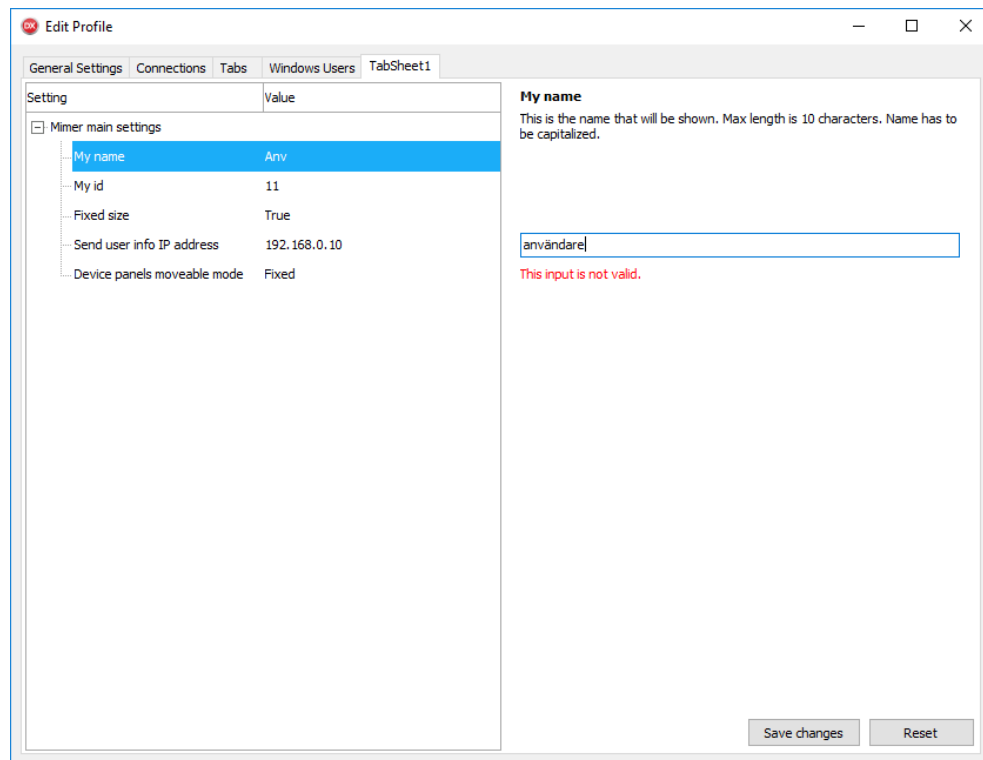 DX Edit Profile
General Settings Connections Tabs Windows Users TabSheet1
Setting Value
Mimer main settings
My name Anv
My id 11
Fixed size True
Send user info IP address 192.168.0.10
Device panels moveable mode Fixed
My name
This is the name that will be shown. Max length is 10 characters. Name has to
be capitalized.
användare
This input is not valid.
Save changes Reset